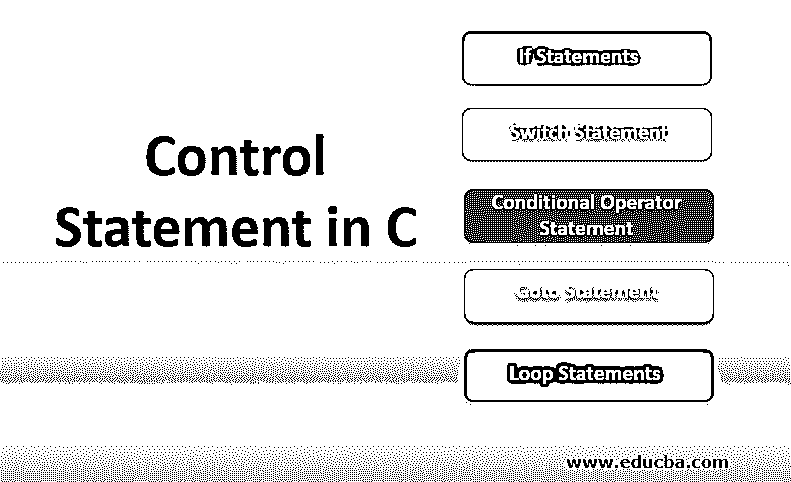 Control
Statement in C
If Statements
Switch Statement
Conditional Operator
Statement
Goto Statement
Loop Statements
www.educba.com